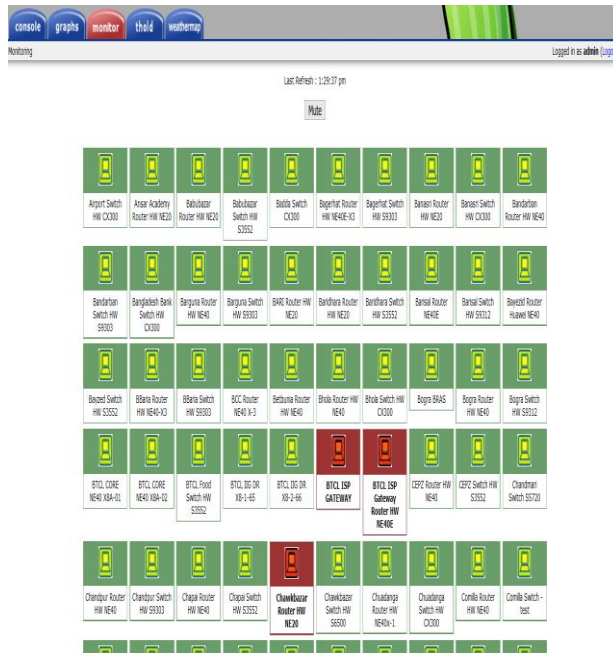 console graphs monitor thold weathermap
Monitoring Logged in as admin (Logo
Last Refresh : 1:29:37 pm
Mute
Airport Switch HW CX300
Ansar Academy Router HW NE20
Babubazar Router HW NE20
Babubazar Switch HW S3552
Badda Switch CX300
Bagerhat Router HW NE40E-X3
Bagerhat Switch HW S9303
Banasri Router HW NE20
Banasri Switch HW CX300
Bandarban Router HW NE40
Bandarban Switch HW S9303
Bangladesh Bank Switch HW CX300
Barguna Router HW NE40
Barguna Switch HW S9303
BARI Router HW NE20
Baridhara Router HW NE20
Baridhara Switch HW S3552
Barisal Router NE40E
Barisal Switch HW S9312
Bayezid Router Huawei NE40
Bayezed Switch HW S3552
BBaria Router HW NE40-X3
BBaria Switch HW S9303
BCC Router NE40 X-3
Betbunia Router HW NE40
Bhola Router HW NE40
Bhola Switch HW CX300
Bogra BRAS
Bogra Router HW NE40
Bogra Switch HW S9312
BTCL CORE NE40 X8A-01
BTCL CORE NE40 X8A-02
BTCL Food Switch HW S3552
BTCL IIG DR X8-1-65
BTCL IIG DR X8-2-66
BTCL ISP GATEWAY
BTCL ISP Gateway Router HW NE40E
CEPZ Router HW NE40
CEPZ Switch HW S3552
Chandmari Switch S5720
Chandpur Router HW NE40
Chandpur Switch HW S9303
Chapai Router HW NE40
Chapai Switch HW S3552
Chawkbazar Router HW NE20
Chawkbazar Switch HW S6500
Chuadanga Router HW NE40x-1
Chuadanga Switch HW CX300
Comilla Router HW NE40
Comilla Switch - test